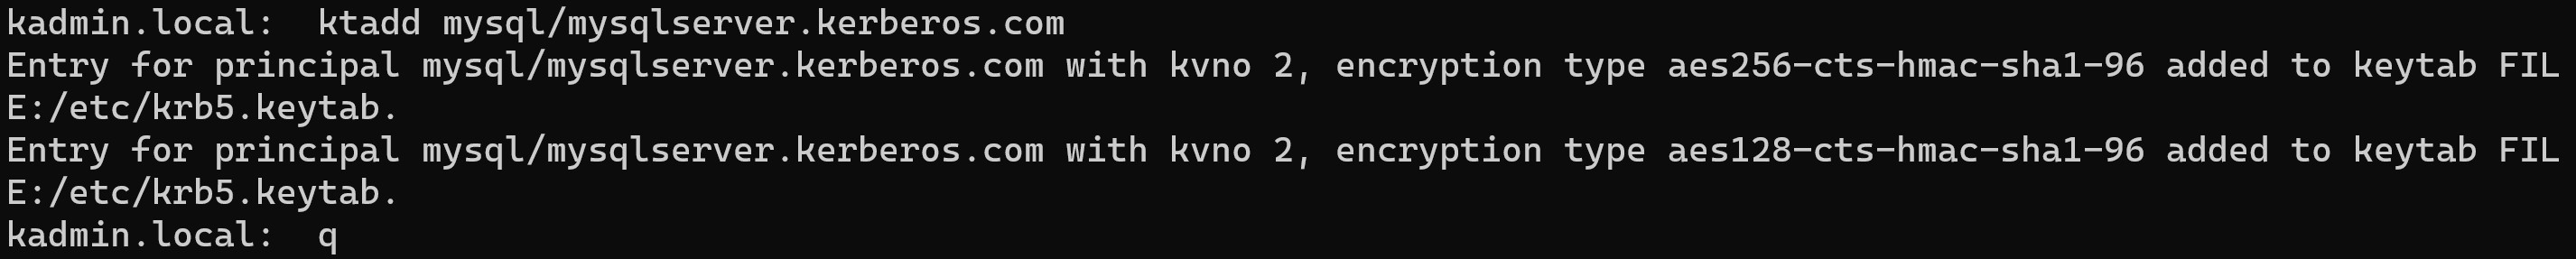 kadmin.local:  ktadd mysql/mysqlserver.kerberos.com
Entry for principal mysql/mysqlserver.kerberos.com with kvno 2, encryption type aes256-cts-hmac-sha1-96 added to keytab FIL
E:/etc/krb5.keytab.
Entry for principal mysql/mysqlserver.kerberos.com with kvno 2, encryption type aes128-cts-hmac-sha1-96 added to keytab FIL
E:/etc/krb5.keytab.
kadmin.local:  q